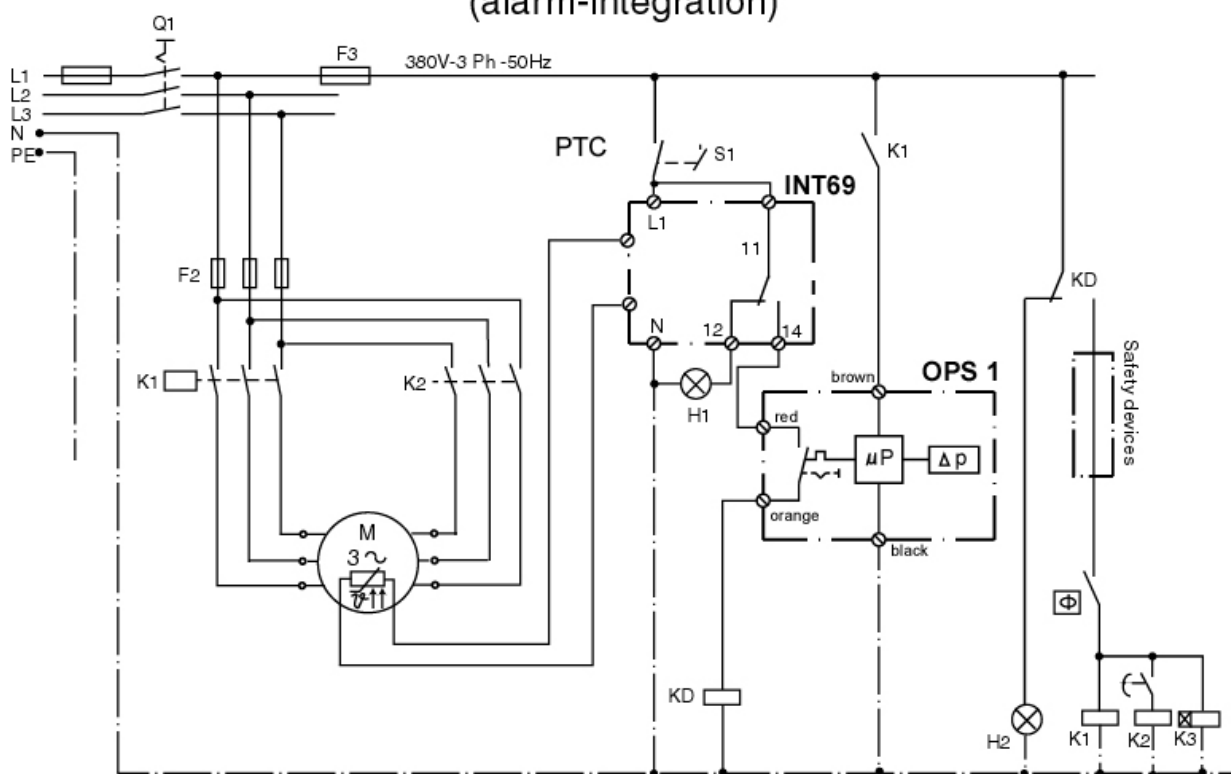 (alarm-integration)
Q1
F3
380V-3 Ph -50Hz
L1
L2
L3
N
PE
PTC
S1
K1
INT69
L1
11
F2
KD
N
12
14
K1
K2
H1
brown
OPS 1
Safety devices
red
μP
Δp
orange
black
M
3 ~
ϑ
Φ
KD
H2
K1
K2
K3